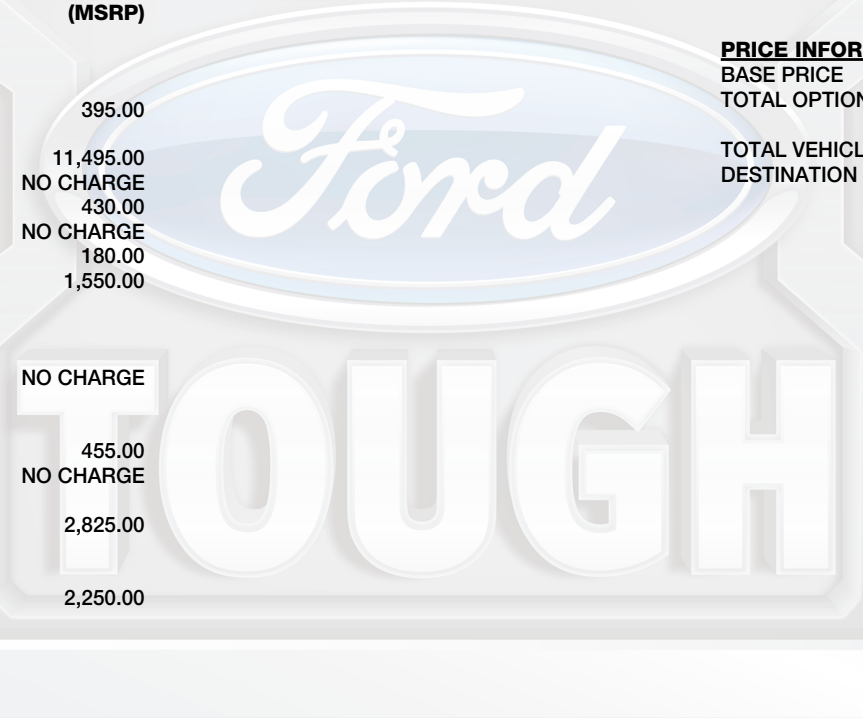 (MSRP)
395.00
11,495.00
NO CHARGE
430.00
NO CHARGE
180.00
1,550.00
NO CHARGE
455.00
NO CHARGE
2,825.00
2,250.00
PRICE INFOR
BASE PRICE
TOTAL OPTION
TOTAL VEHICL
DESTINATION
Ford
TOUGH